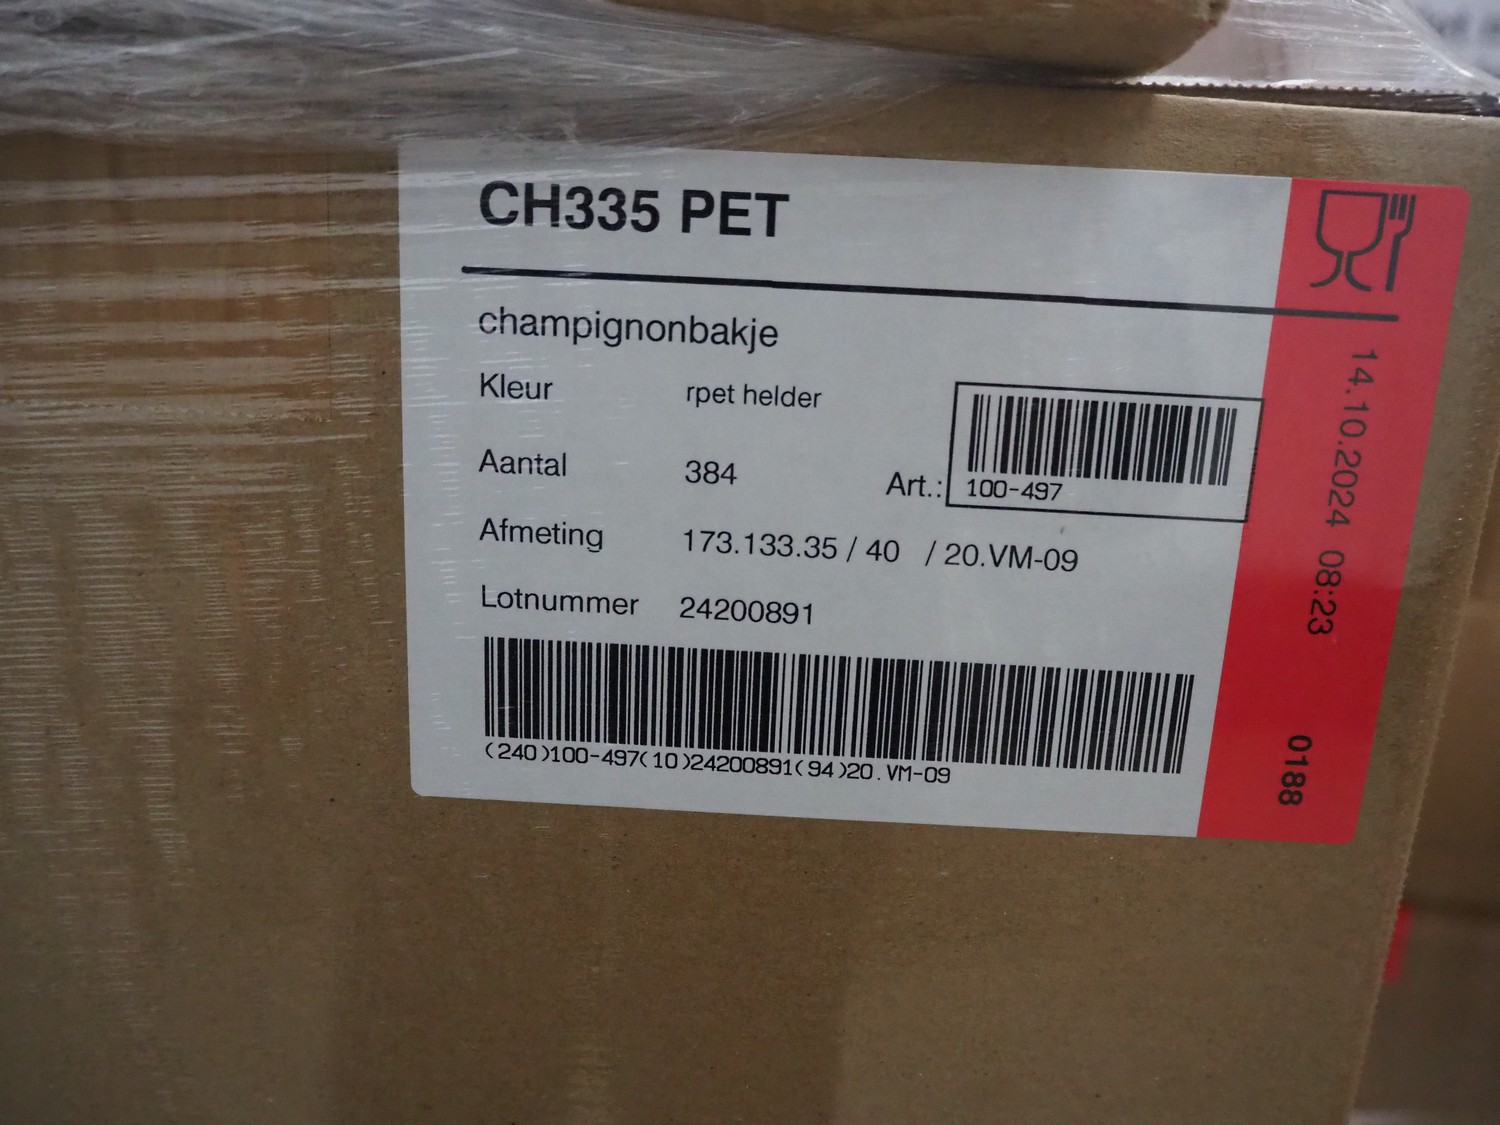 CH335 PET
champignonbakje
Kleur rpet helder
Aantal 384
Art.: 100-497
Afmeting 173.133.35 / 40 / 20.VM-09
Lotnummer 24200891
(240)100-497(10)24200891(94)20.VM-09
14.10.2024 08:23
0188